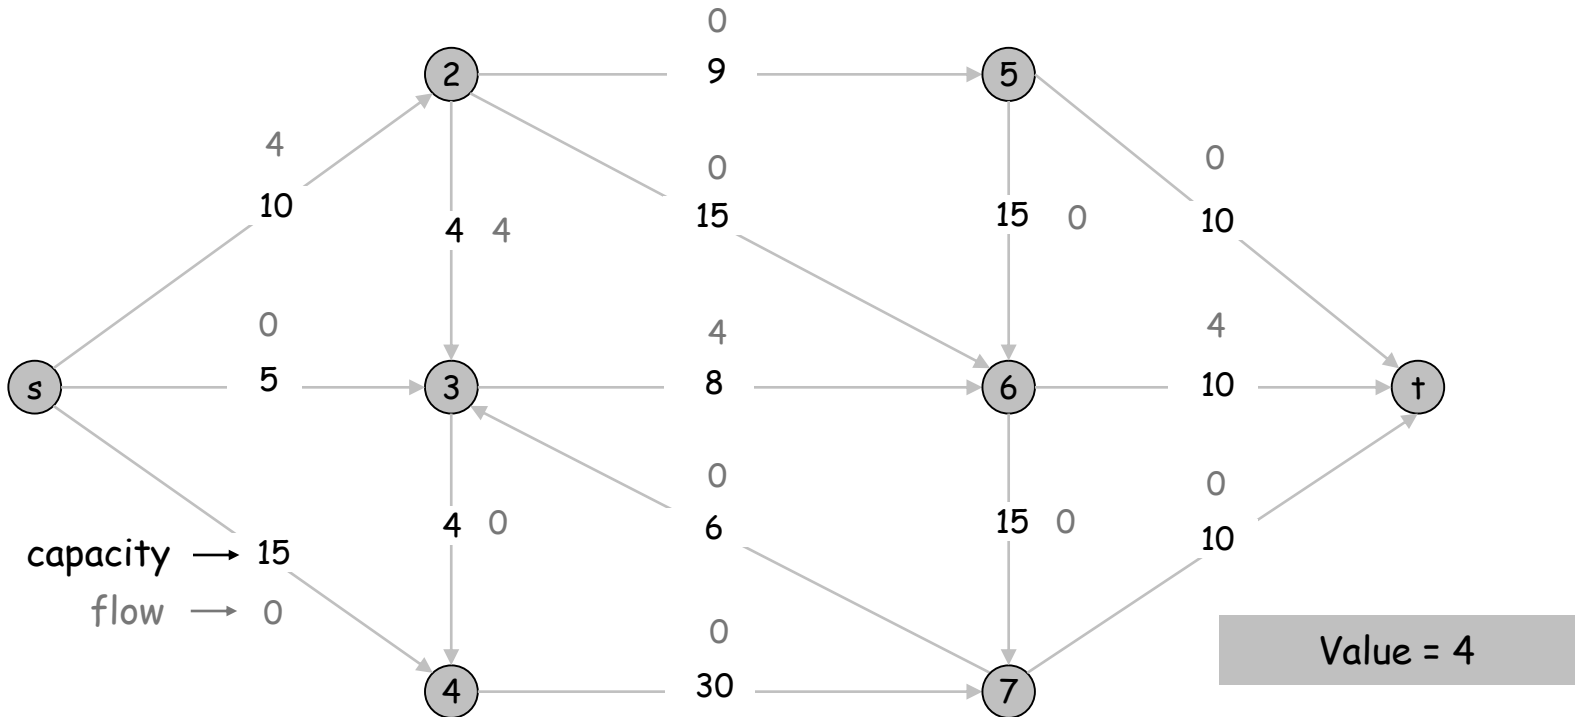 0
2 9 5
4 0 0
10 15 15 0 10
4 4
0 4 4
s 5 3 8 6 10 t
0 0
4 0 6 15 0 10
capacity → 15
flow → 0
0
Value = 4
4 30 7